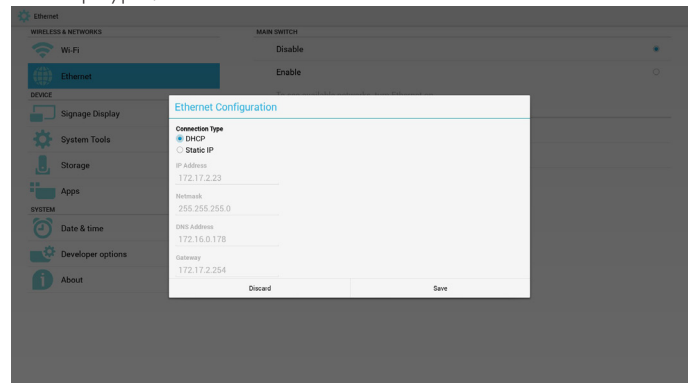 Ethernet
WIRELESS & NETWORKS
Wi-Fi
Ethernet
DEVICE
Signage Display
System Tools
Storage
Apps
SYSTEM
Date & time
Developer options
About
MAIN SWITCH
Disable
Enable
Ethernet Configuration
Connection Type
DHCP
Static IP
IP Address
172.17.2.23
Netmask
255.255.255.0
DNS Address
172.16.0.178
Gateway
172.17.2.254
Discard
Save